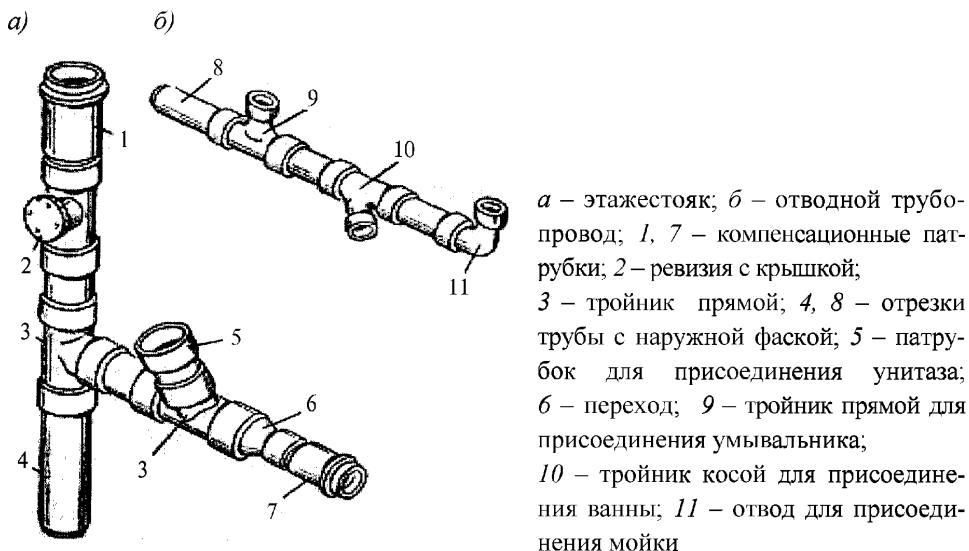 а)
б)
8
9
1
10
2
11
3
5
6
4
3
7
а – этажестояк; б – отводной трубо-
провод; 1, 7 – компенсационные пат-
рубки; 2 – ревизия с крышкой;
3 – тройник прямой; 4, 8 – отрезки
трубы с наружной фаской; 5 – патру-
бок для присоединения унитаза;
6 – переход; 9 – тройник прямой для
присоединения умывальника;
10 – тройник косой для присоедине-
ния ванны; 11 – отвод для присоеди-
нения мойки